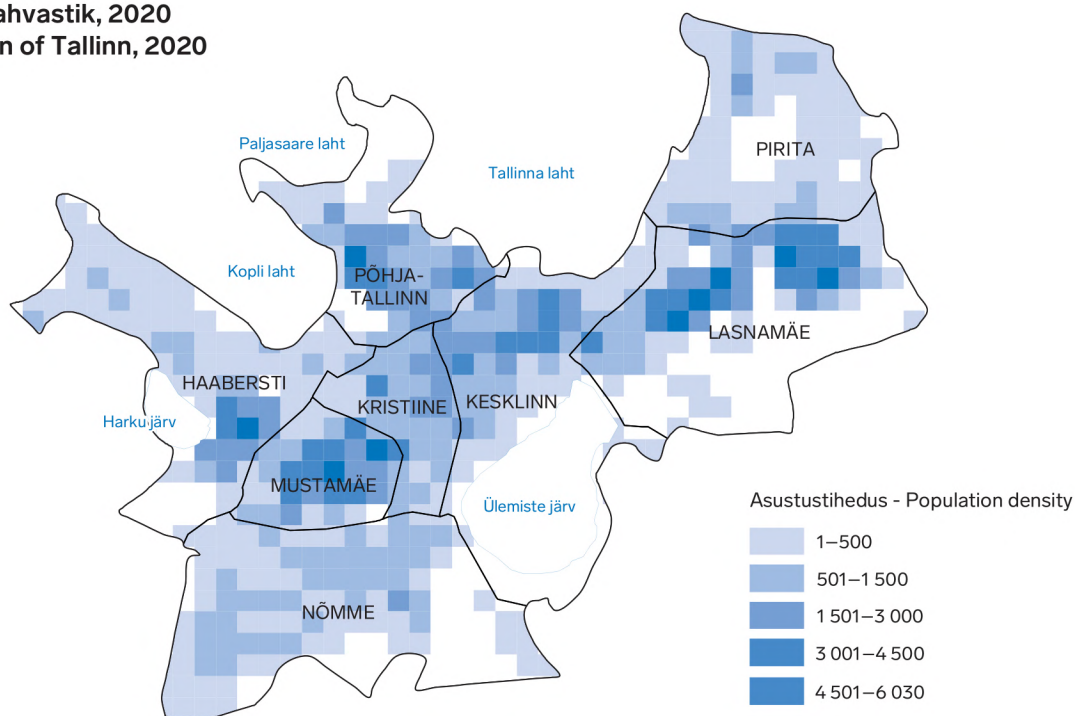 ahvastik, 2020
n of Tallinn, 2020
Paljasaare laht
Tallinna laht
PIRITA
Kopli laht
PÕHJA-
TALLINN
LASNAMÄE
HAABERSTI
KRISTIINE
KESKLINN
Harku järv
MUSTAMÄE
Ülemiste järv
NÕMME
Asustustihedus - Population density
1–500
501–1 500
1 501–3 000
3 001–4 500
4 501–6 030